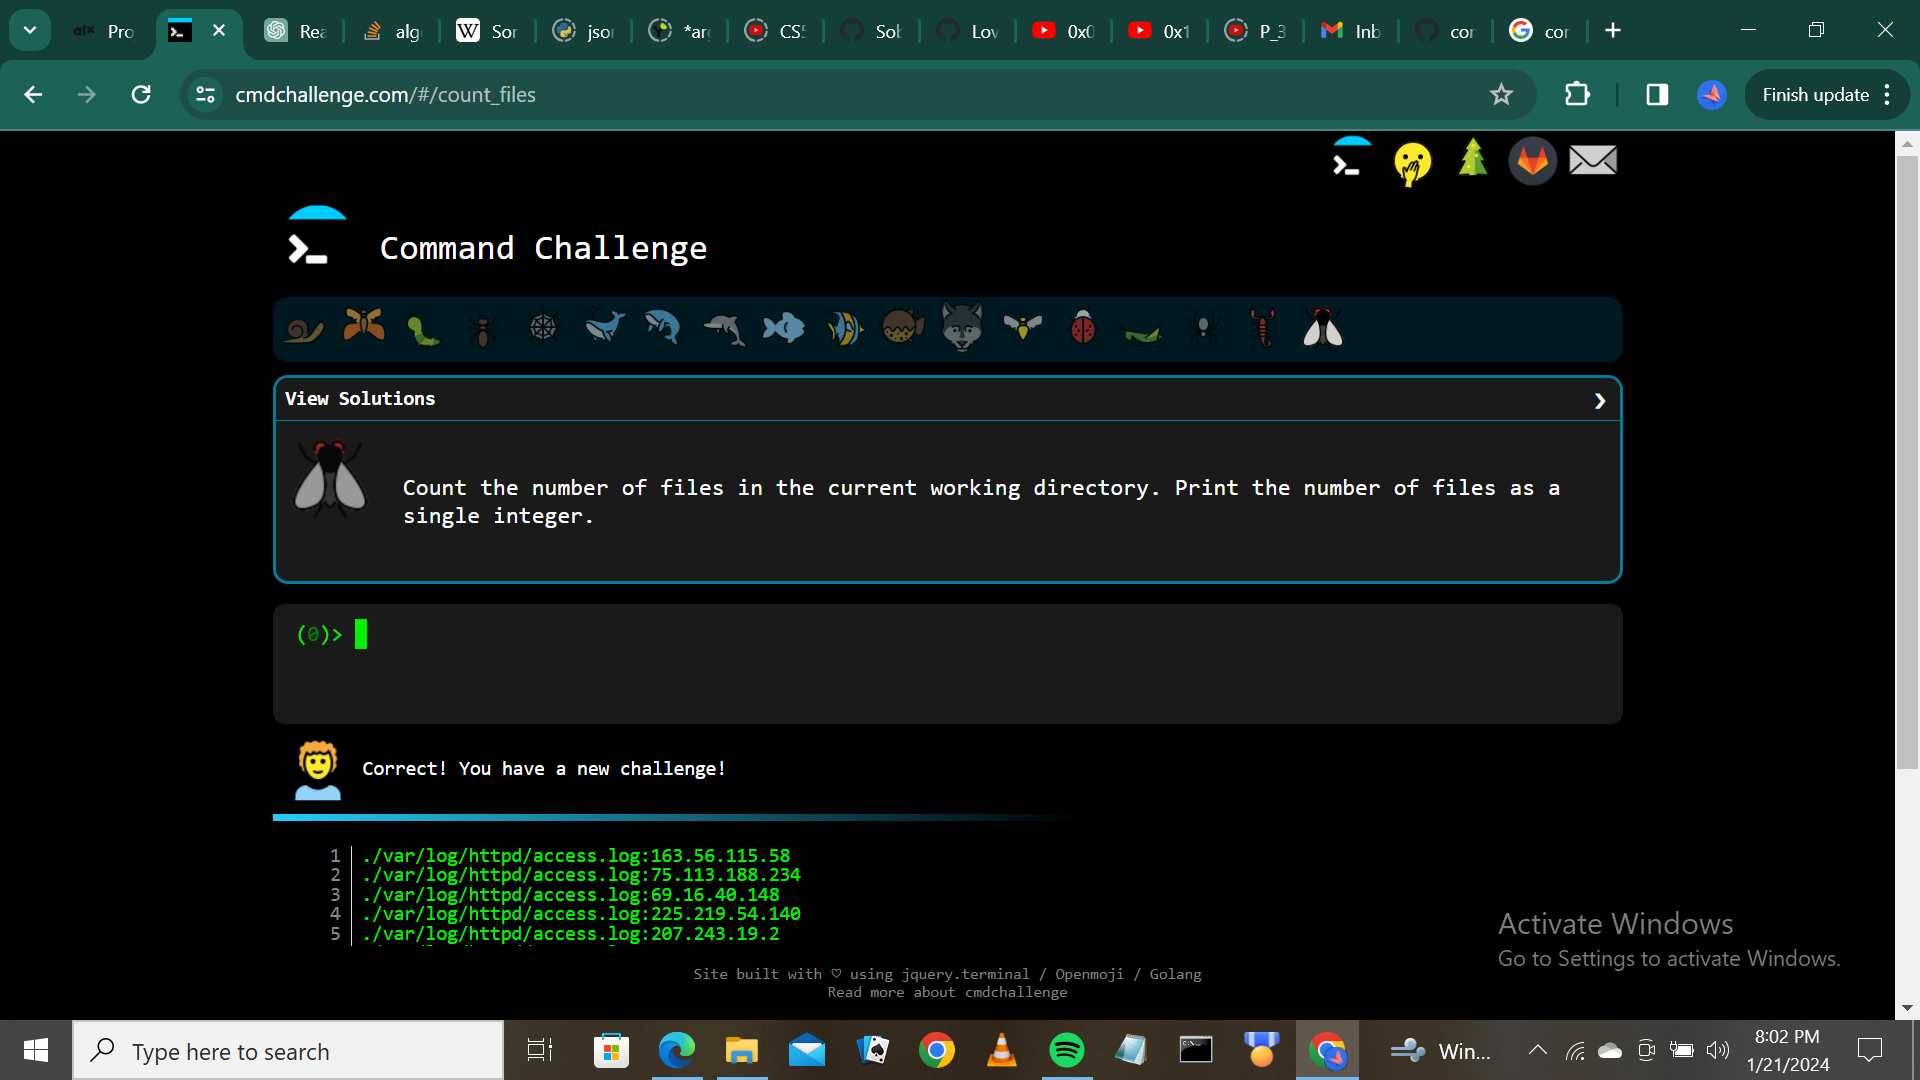 Pro
Rea
alg
W Sor
jsor
*arg
CS5
Sob
Lov
0x0
0x1
P_3
Inb
cor
cor
cmdchallenge.com/#/count_files
Finish update
Command Challenge
View Solutions
Count the number of files in the current working directory. Print the number of files as a
single integer.
(0)>
Correct! You have a new challenge!
1 ./var/log/httpd/access.log:163.56.115.58
2 ./var/log/httpd/access.log:75.113.188.234
3 ./var/log/httpd/access.log:69.16.40.148
4 ./var/log/httpd/access.log:225.219.54.140
5 ./var/log/httpd/access.log:207.243.19.2
Activate Windows
Go to Settings to activate Windows.
Site built with ♡ using jquery.terminal / Openmoji / Golang
Read more about cmdchallenge
Type here to search
Win...
8:02 PM
1/21/2024